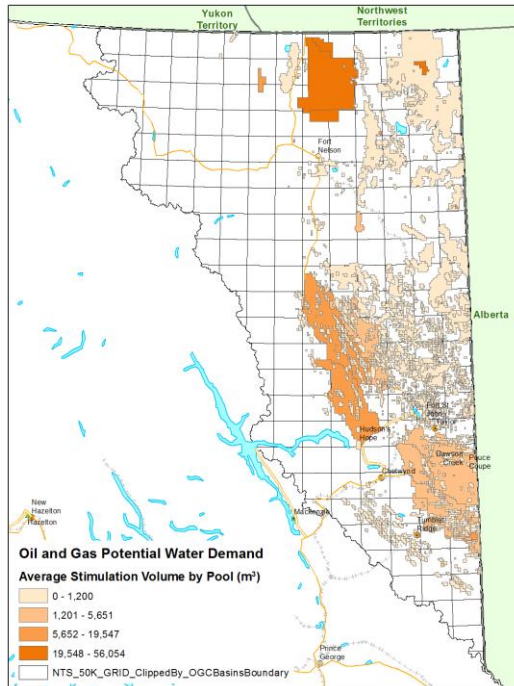 Yukon
Territory
Northwest
Territories
Fort
Nelson
Alberta
Fort St
John
Taylor
Hudson's
Hope
Dawson
Creek
Pouce
Coupe
Chetwynd
New
Hazelton
Hazelton
Mackenzie
Tumbler
Ridge
Oil and Gas Potential Water Demand
Average Stimulation Volume by Pool (m³)
0 - 1,200
1,201 - 5,651
5,652 - 19,547
19,548 - 56,054
NTS_50K_GRID_ClippedBy_OGCBasinsBoundary
Prince
George